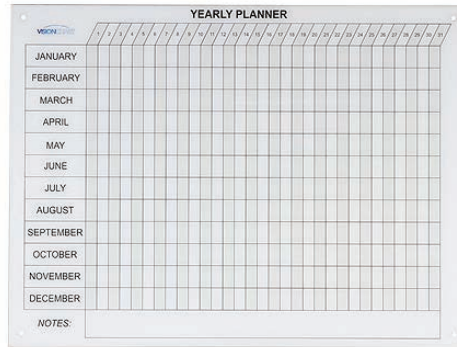 YEARLY PLANNER
1 2 3 4 5 6 7 8 9 10 11 12 13 14 15 16 17 18 19 20 21 22 23 24 25 26 27 28 29 30 31
JANUARY
FEBRUARY
MARCH
APRIL
MAY
JUNE
JULY
AUGUST
SEPTEMBER
OCTOBER
NOVEMBER
DECEMBER
NOTES: